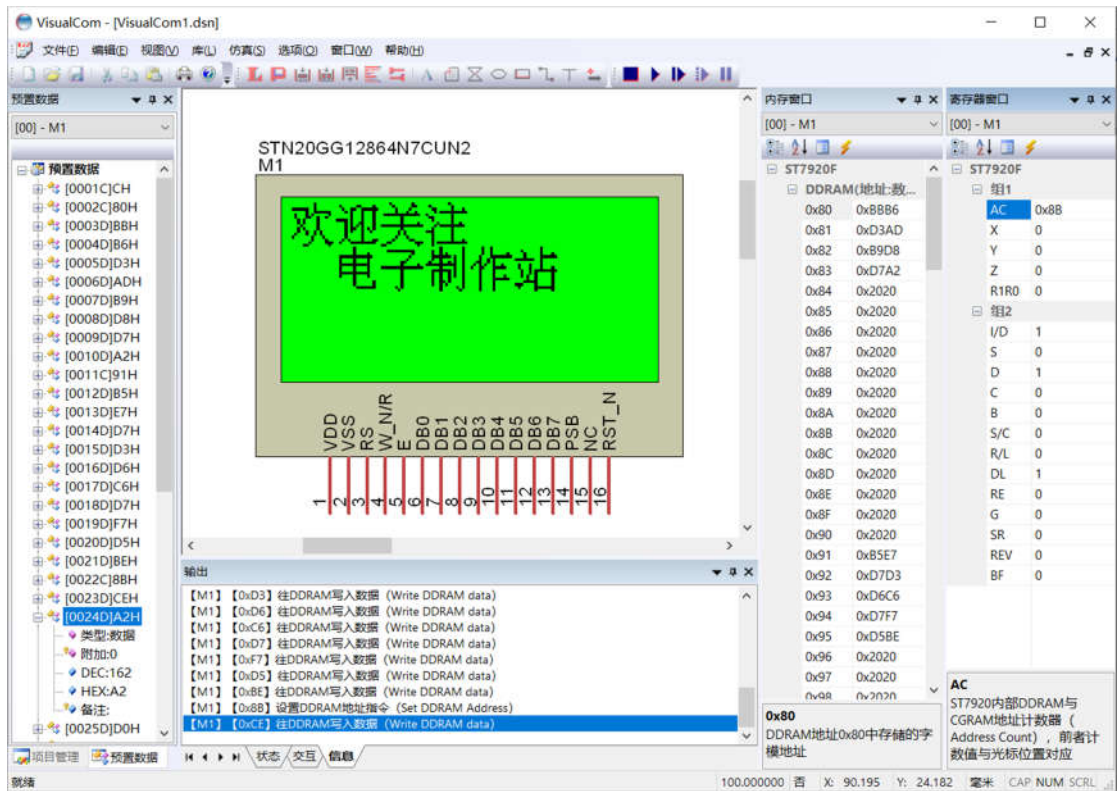 VisualCom - [VisualCom1.dsn]
文件(F) 编辑(E) 视图(V) 库(L) 仿真(S) 选项(O) 窗口(W) 帮助(H)
预置数据
[00] - M1
预置数据
[0001C]CH
[0002C]80H
[0003D]BBH
[0004D]B6H
[0005D]D3H
[0006D]ADH
[0007D]B9H
[0008D]D8H
[0009D]D7H
[0010D]A2H
[0011C]91H
[0012D]B5H
[0013D]E7H
[0014D]D7H
[0015D]D3H
[0016D]D6H
[0017D]C6H
[0018D]D7H
[0019D]F7H
[0020D]D5H
[0021D]BEH
[0022C]8BH
[0023D]CEH
[0024D]A2H
类型:数据
附加:0
DEC:162
HEX:A2
备注:
[0025D]D0H
项目管理 预置数据
STN20GG12864N7CUN2
M1
欢迎关注
电子制作站
VDD VSS RS W_N/R E DB0 DB1 DB2 DB3 DB4 DB5 DB6 DB7 PSB NC RST_N
1 2 3 4 5 6 7 8 9 10 11 12 13 14 15 16
输出
【M1】【0xD3】往DDRAM写入数据（Write DDRAM data）
【M1】【0xD6】往DDRAM写入数据（Write DDRAM data）
【M1】【0xC6】往DDRAM写入数据（Write DDRAM data）
【M1】【0xD7】往DDRAM写入数据（Write DDRAM data）
【M1】【0xF7】往DDRAM写入数据（Write DDRAM data）
【M1】【0xD5】往DDRAM写入数据（Write DDRAM data）
【M1】【0xBE】往DDRAM写入数据（Write DDRAM data）
【M1】【0x8B】设置DDRAM地址指令（Set DDRAM Address）
【M1】【0xCE】往DDRAM写入数据（Write DDRAM data）
状态 交互 信息
内存窗口
[00] - M1
ST7920F
DDRAM(地址:数...
0x80 0xBBB6
0x81 0xD3AD
0x82 0xB9D8
0x83 0xD7A2
0x84 0x2020
0x85 0x2020
0x86 0x2020
0x87 0x2020
0x88 0x2020
0x89 0x2020
0x8A 0x2020
0x8B 0x2020
0x8C 0x2020
0x8D 0x2020
0x8E 0x2020
0x8F 0x2020
0x90 0x2020
0x91 0xB5E7
0x92 0xD7D3
0x93 0xD6C6
0x94 0xD7F7
0x95 0xD5BE
0x96 0x2020
0x97 0x2020
0x98 0x2020
0x80
DDRAM地址0x80中存储的字
模地址
寄存器窗口
[00] - M1
ST7920F
组1
AC 0x8B
X 0
Y 0
Z 0
R1R0 0
组2
I/D 1
S 0
D 1
C 0
B 0
S/C 0
R/L 0
DL 1
RE 0
G 0
SR 0
REV 0
BF 0
AC
ST7920内部DDRAM与
CGRAM地址计数器（
Address Count），前者计
数值与光标位置对应
就绪
100.000000 否 X: 90.195 Y: 24.182 毫米 CAP NUM SCRL